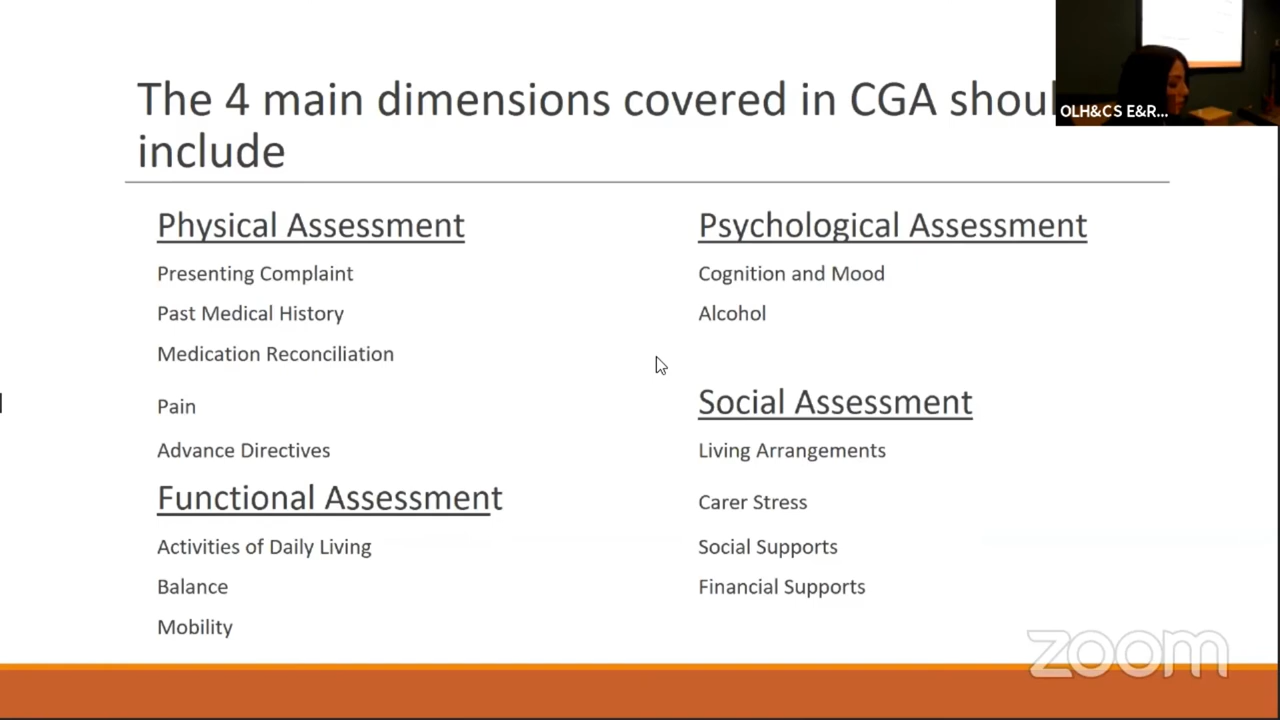 The 4 main dimensions covered in CGA shou
include
Physical Assessment
Presenting Complaint
Past Medical History
Medication Reconciliation
Pain
Advance Directives
Functional Assessment
Activities of Daily Living
Balance
Mobility
Psychological Assessment
Cognition and Mood
Alcohol
Social Assessment
Living Arrangements
Carer Stress
Social Supports
Financial Supports
OLH&CS E&R...
zoom